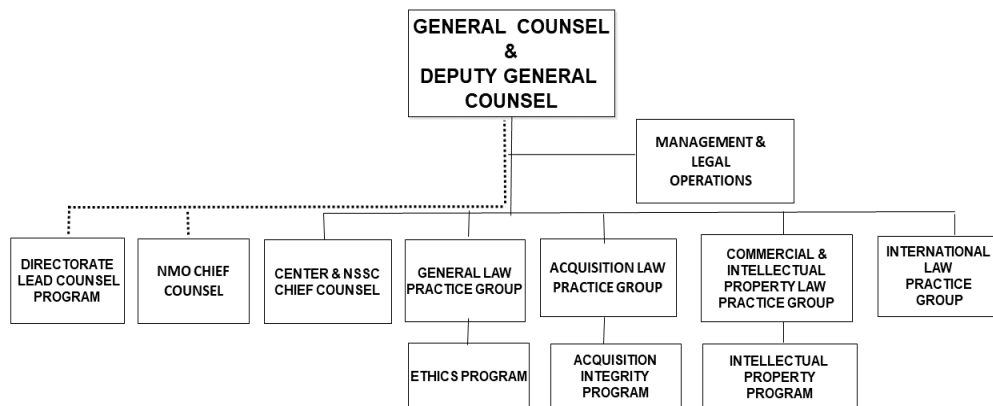 GENERAL COUNSEL
&
DEPUTY GENERAL
COUNSEL
MANAGEMENT &
LEGAL
OPERATIONS
DIRECTORATE
LEAD COUNSEL
PROGRAM
NMO CHIEF
COUNSEL
CENTER & NSSC
CHIEF COUNSEL
GENERAL LAW
PRACTICE GROUP
ACQUISITION LAW
PRACTICE GROUP
COMMERCIAL &
INTELLECTUAL
PROPERTY LAW
PRACTICE GROUP
INTERNATIONAL
LAW
PRACTICE
GROUP
ETHICS PROGRAM
ACQUISITION
INTEGRITY
PROGRAM
INTELLECTUAL
PROPERTY
PROGRAM